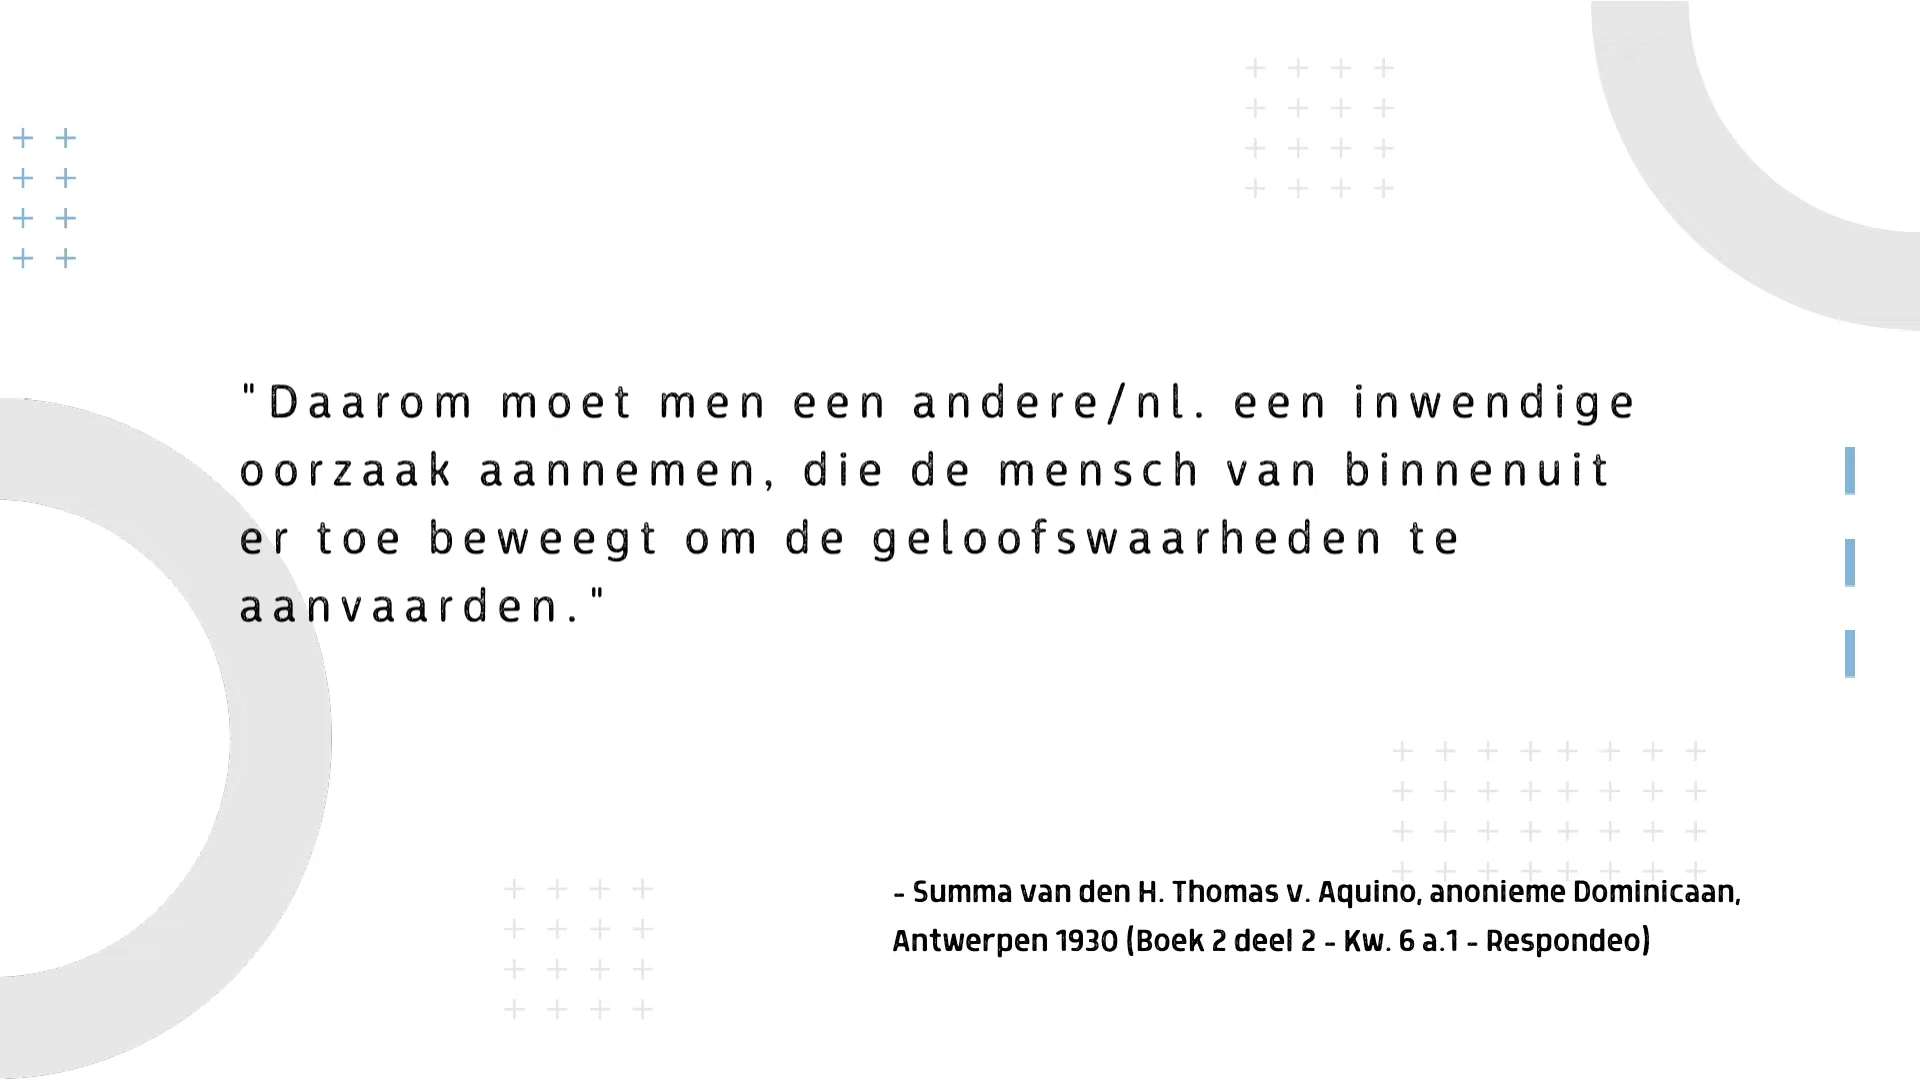 "Daarom moet men een andere/nl. een inwendige
oorzaak aannemen, die de mensch van binnenuit
er toe beweegt om de geloofswaarheden te
aanvaarden."
- Summa van den H. Thomas v. Aquino, anonieme Dominicaan,
Antwerpen 1930 (Boek 2 deel 2 - Kw. 6 a.1 - Respondeo)